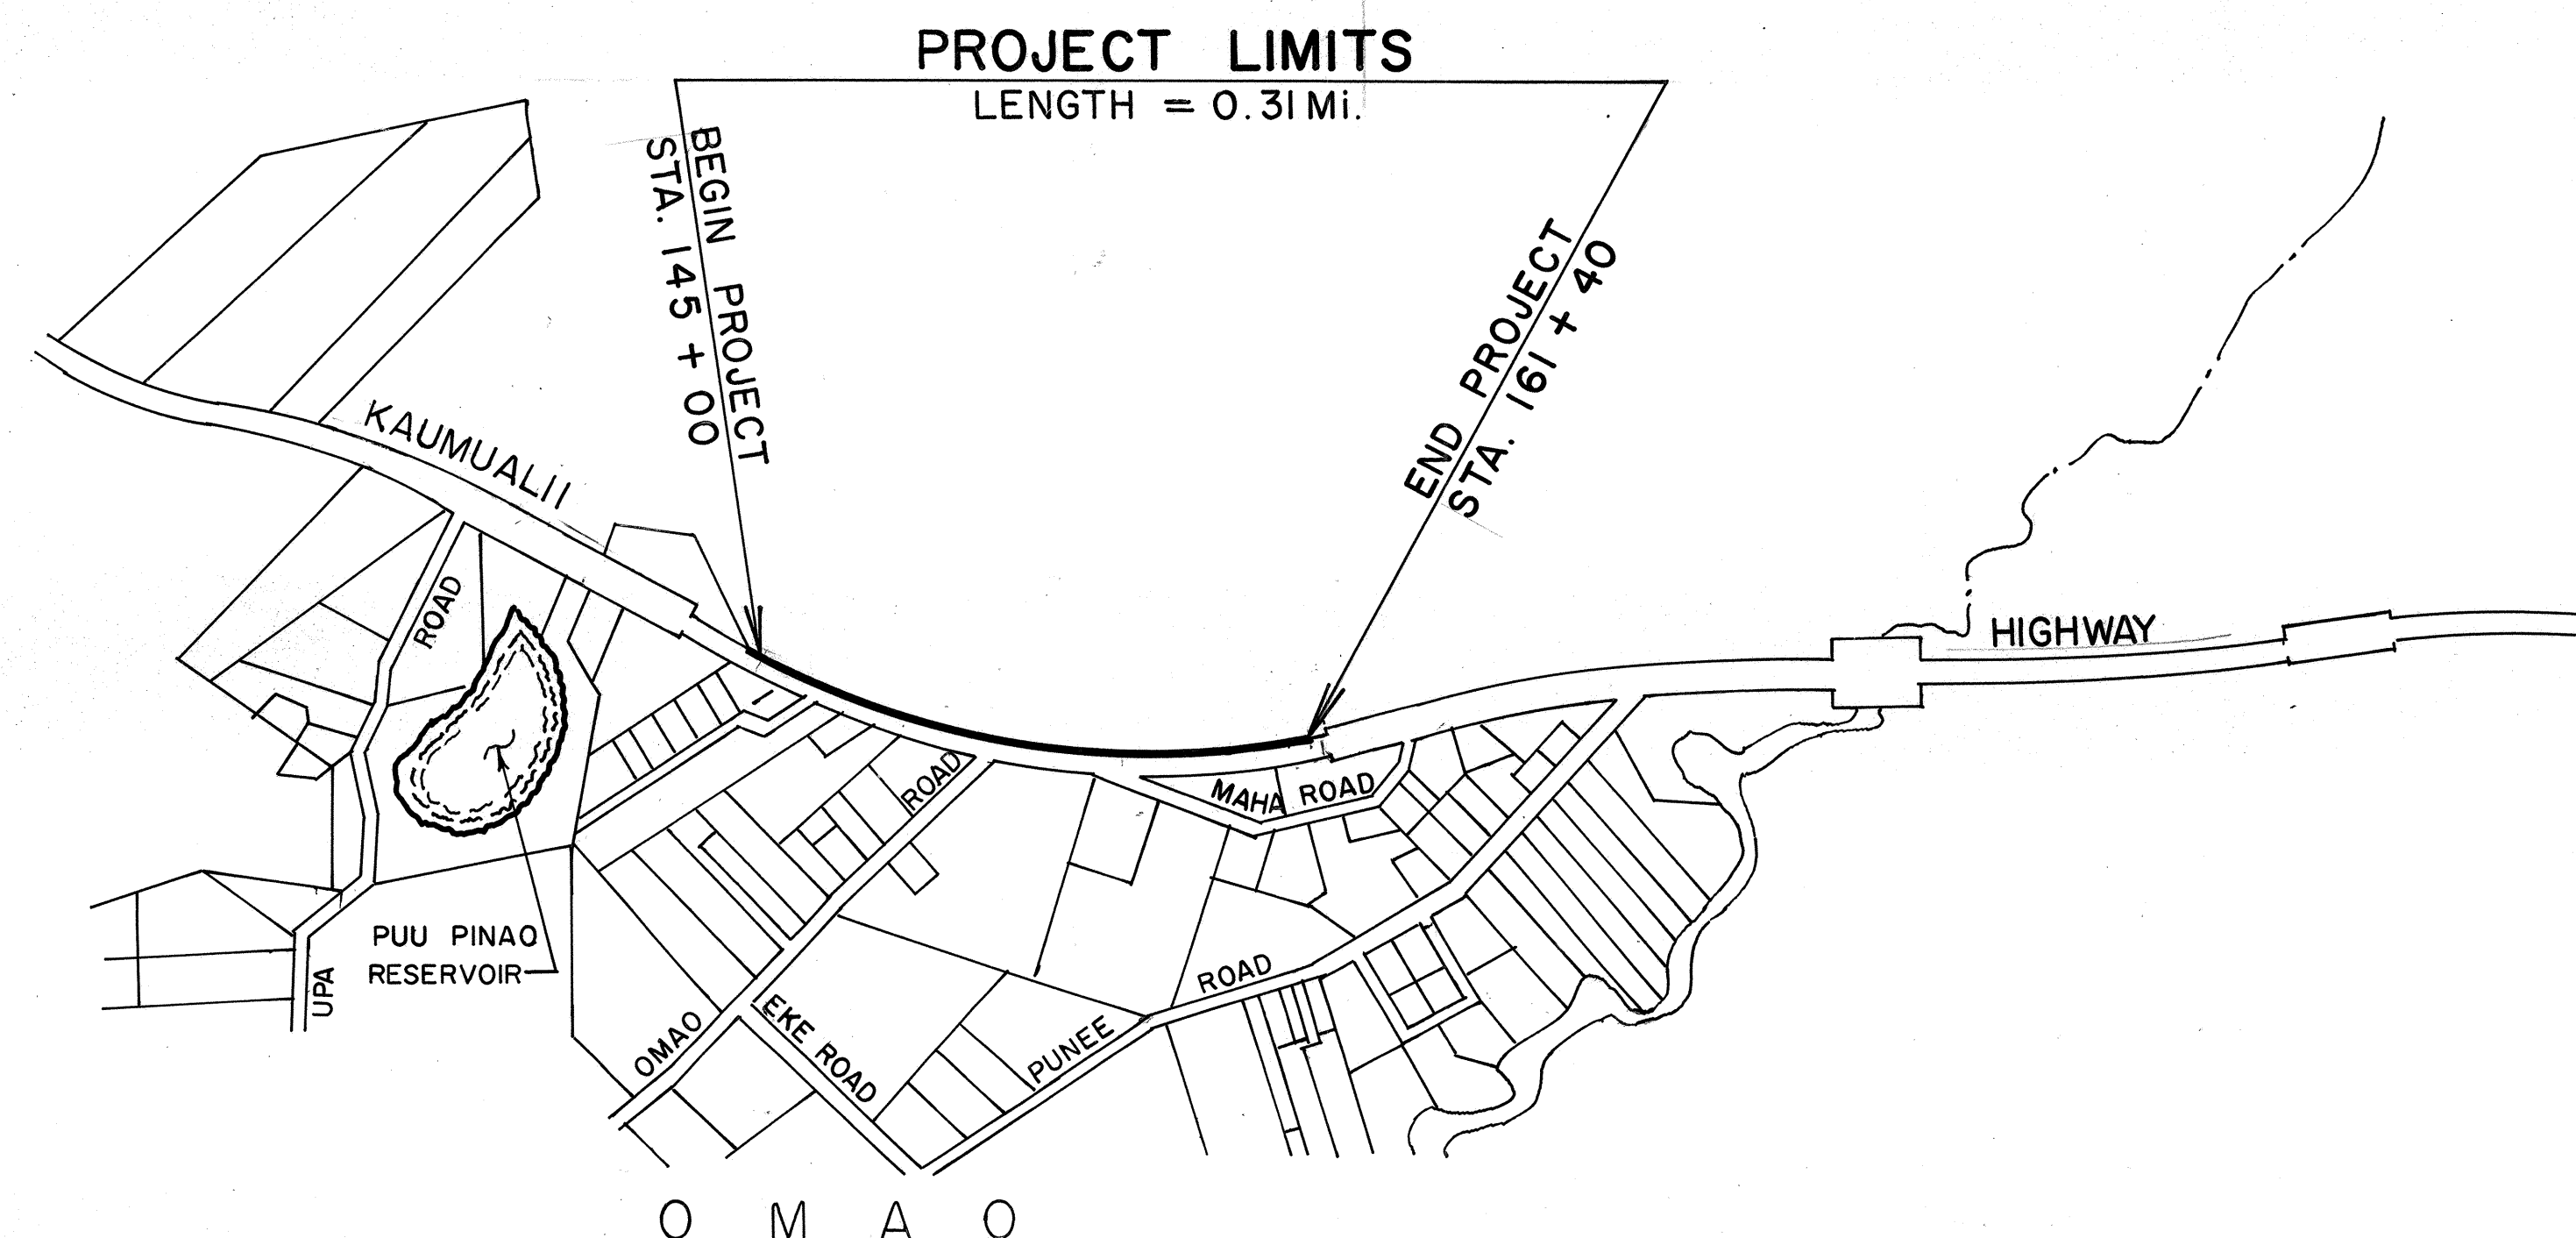 PROJECT LIMITS
LENGTH = 0.31 Mi.
BEGIN PROJECT
STA. 145 + 00
END PROJECT
STA. 161 + 40
KAUMUALII
HIGHWAY
ROAD
UPA
PUU PINAO
RESERVOIR
ROAD
OMAO
EKE ROAD
MAHA ROAD
ROAD
PUNEE
OMAO